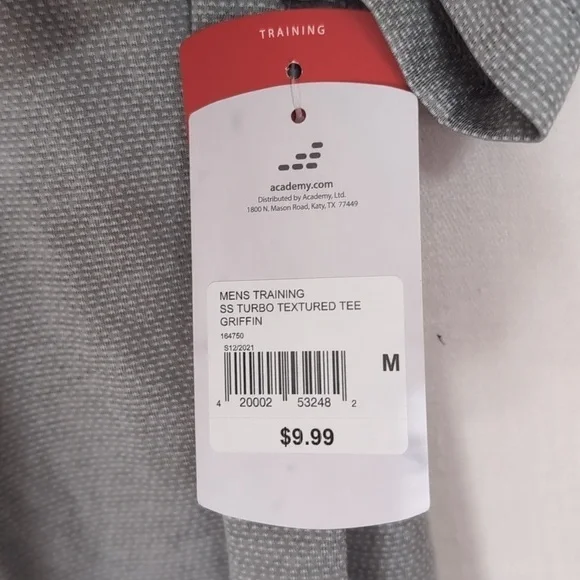 TRAINING
academy.com
Distributed by Academy, Ltd.
1800 N. Mason Road, Katy, TX 77449
MENS TRAINING
SS TURBO TEXTURED TEE
GRIFFIN
164750
S12/2021
M
4 20002 53248 2
$9.99